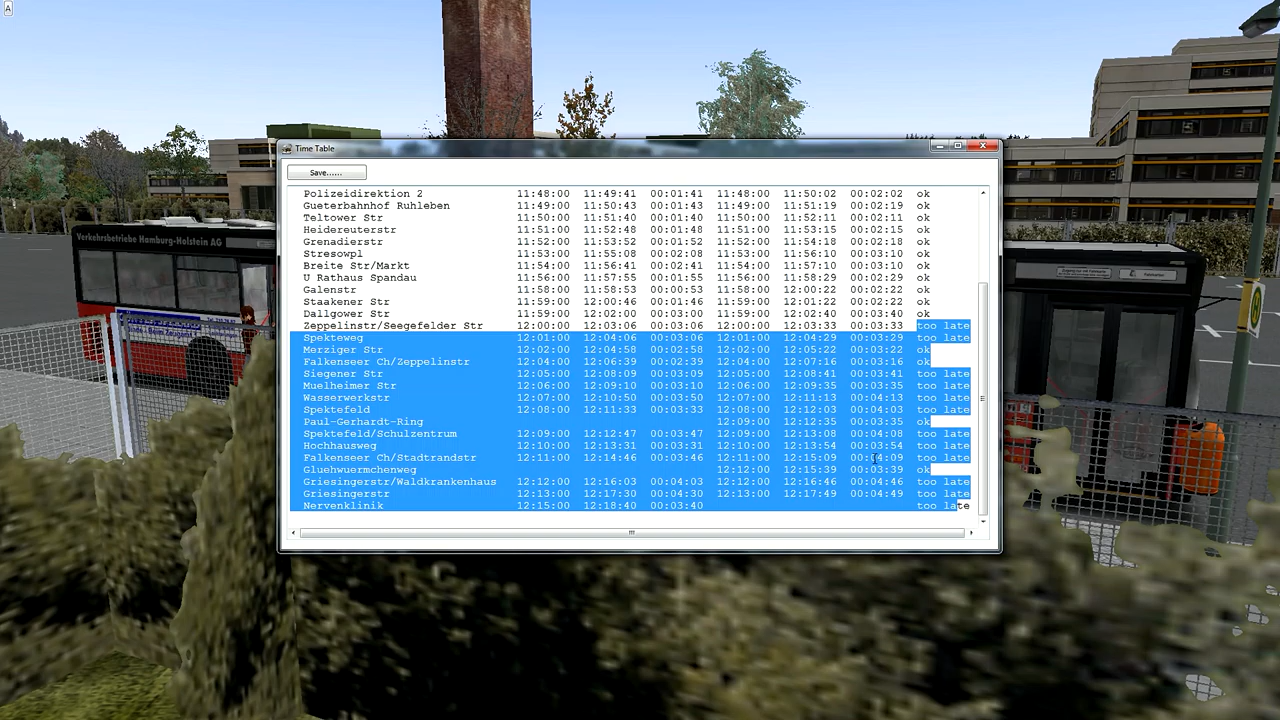 A
Time Table
Save......
Verkehrsbetriebe Hamburg-Holstein AG
Polizeidirektion 2 11:48:00 11:49:41 00:01:41 11:48:00 11:50:02 00:02:02 ok
Gueterbahnhof Ruhleben 11:49:00 11:50:43 00:01:43 11:49:00 11:51:19 00:02:19 ok
Teltower Str 11:50:00 11:51:40 00:01:40 11:50:00 11:52:11 00:02:11 ok
Heidereuterstr 11:51:00 11:52:48 00:01:48 11:51:00 11:53:15 00:02:15 ok
Grenadierstr 11:52:00 11:53:52 00:01:52 11:52:00 11:54:18 00:02:18 ok
Stresowpl 11:53:00 11:55:08 00:02:08 11:53:00 11:56:10 00:03:10 ok
Breite Str/Markt 11:54:00 11:56:41 00:02:41 11:54:00 11:57:10 00:03:10 ok
U Rathaus Spandau 11:56:00 11:57:55 00:01:55 11:56:00 11:58:29 00:02:29 ok
Galenstr 11:58:00 11:58:53 00:00:53 11:58:00 12:00:22 00:02:22 ok
Staakener Str 11:59:00 12:00:46 00:01:46 11:59:00 12:01:22 00:02:22 ok
Dallgower Str 11:59:00 12:02:00 00:03:00 11:59:00 12:02:40 00:03:40 ok
Zeppelinstr/Seegefelder Str 12:00:00 12:03:06 00:03:06 12:00:00 12:03:33 00:03:33 too late
Spekteweg 12:01:00 12:04:06 00:03:06 12:01:00 12:04:29 00:03:29 too late
Merziger Str 12:02:00 12:04:58 00:02:58 12:02:00 12:05:22 00:03:22 ok
Falkenseer Ch/Zeppelinstr 12:04:00 12:06:39 00:02:39 12:04:00 12:07:16 00:03:16 ok
Siegener Str 12:05:00 12:08:09 00:03:09 12:05:00 12:08:41 00:03:41 too late
Muelheimer Str 12:06:00 12:09:10 00:03:10 12:06:00 12:09:35 00:03:35 too late
Wasserwerkstr 12:07:00 12:10:50 00:03:50 12:07:00 12:11:13 00:04:13 too late
Spektefeld 12:08:00 12:11:33 00:03:33 12:08:00 12:12:03 00:04:03 too late
Paul-Gerhardt-Ring 12:09:00 12:12:35 00:03:35 ok
Spektefeld/Schulzentrum 12:09:00 12:12:47 00:03:47 12:09:00 12:13:08 00:04:08 too late
Hochhausweg 12:10:00 12:13:31 00:03:31 12:10:00 12:13:54 00:03:54 too late
Falkenseer Ch/Stadtrandstr 12:11:00 12:14:46 00:03:46 12:11:00 12:15:09 00:04:09 too late
Gluehwuermchenweg 12:12:00 12:15:39 00:03:39 ok
Griesingerstr/Waldkrankenhaus 12:12:00 12:16:03 00:04:03 12:12:00 12:16:46 00:04:46 too late
Griesingerstr 12:13:00 12:17:30 00:04:30 12:13:00 12:17:49 00:04:49 too late
Nervenklinik 12:15:00 12:18:40 00:03:40 too late